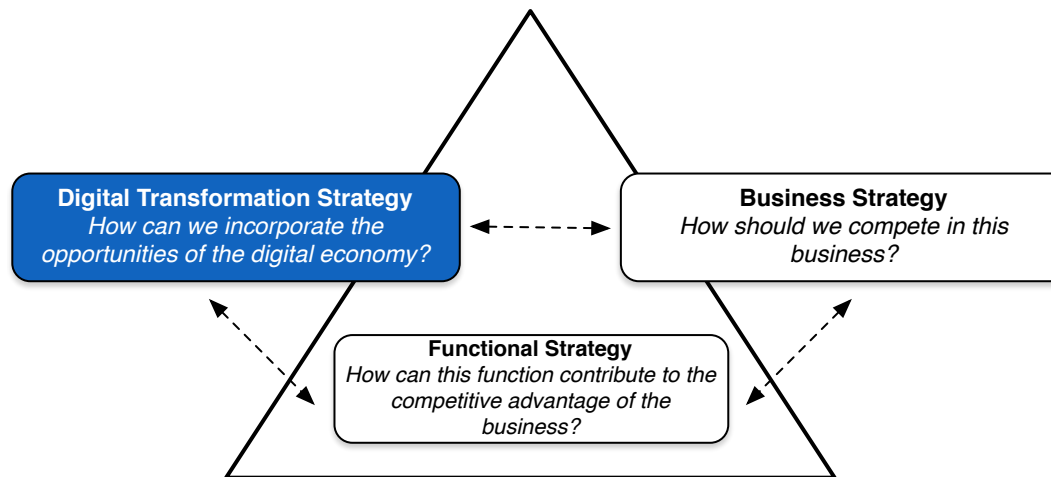 Digital Transformation Strategy
How can we incorporate the
opportunities of the digital economy?
Business Strategy
How should we compete in this
business?
Functional Strategy
How can this function contribute to the
competitive advantage of the
business?